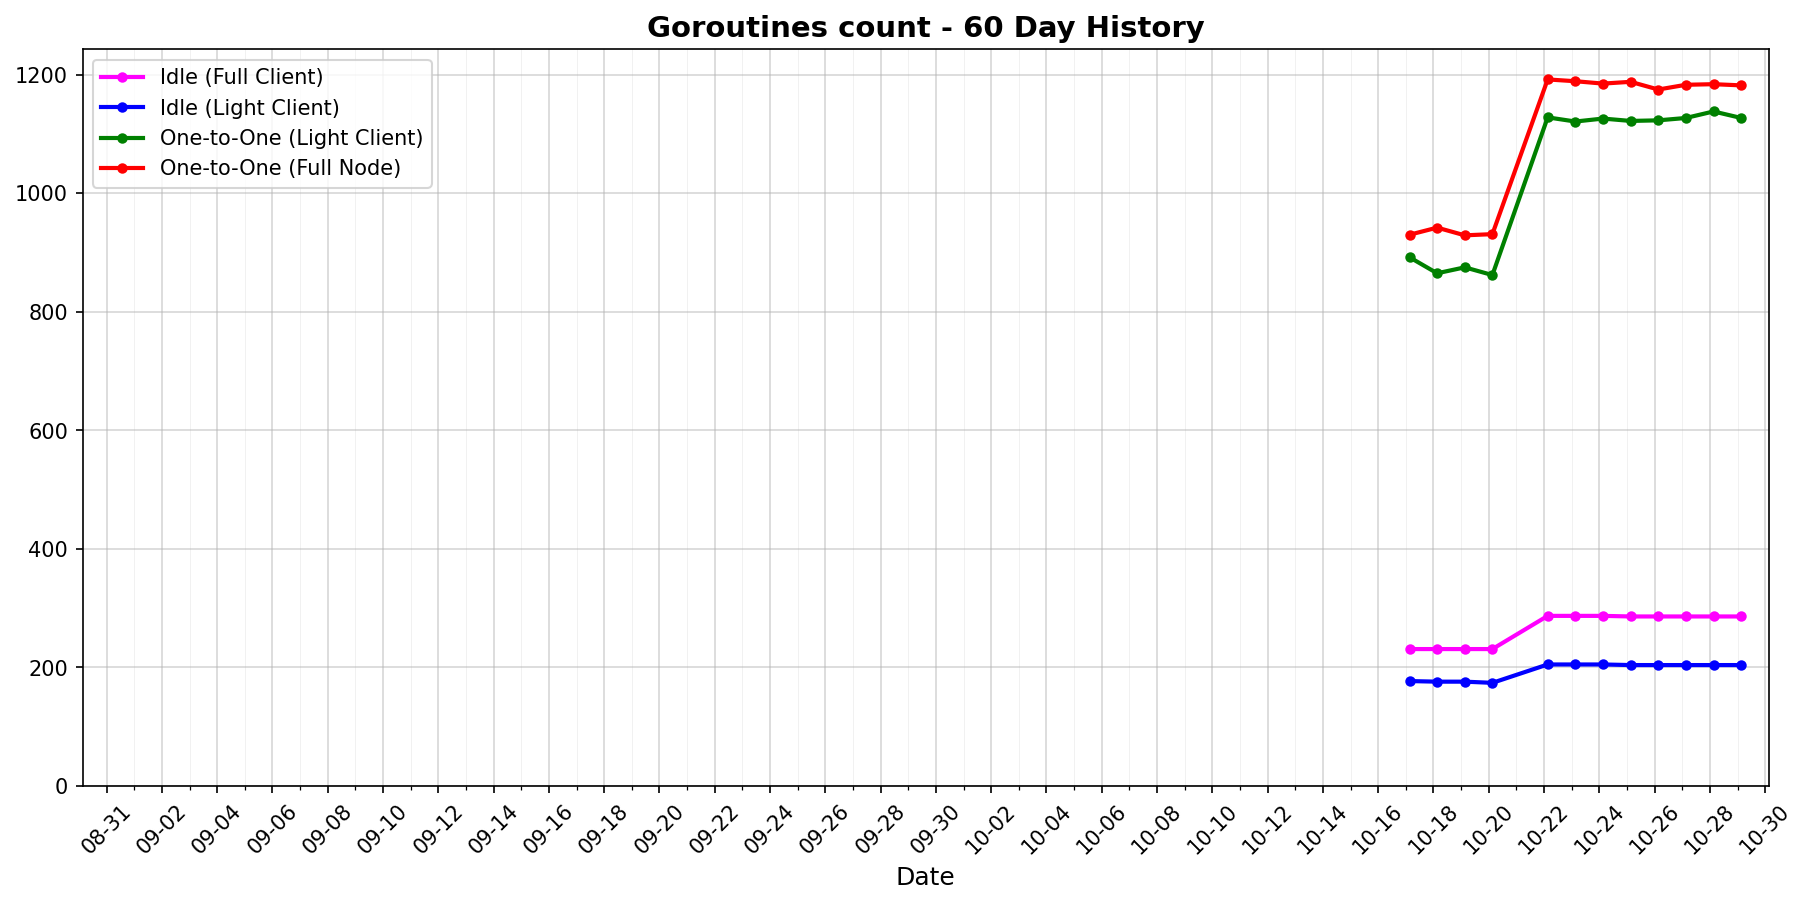 Goroutines count - 60 Day History
Idle (Full Client)
Idle (Light Client)
One-to-One (Light Client)
One-to-One (Full Node)
1200
1000
800
600
400
200
0
08-31 09-02 09-04 09-06 09-08 09-10 09-12 09-14 09-16 09-18 09-20 09-22 09-24 09-26 09-28 09-30 10-02 10-04 10-06 10-08 10-10 10-12 10-14 10-16 10-18 10-20 10-22 10-24 10-26 10-28 10-30
Date